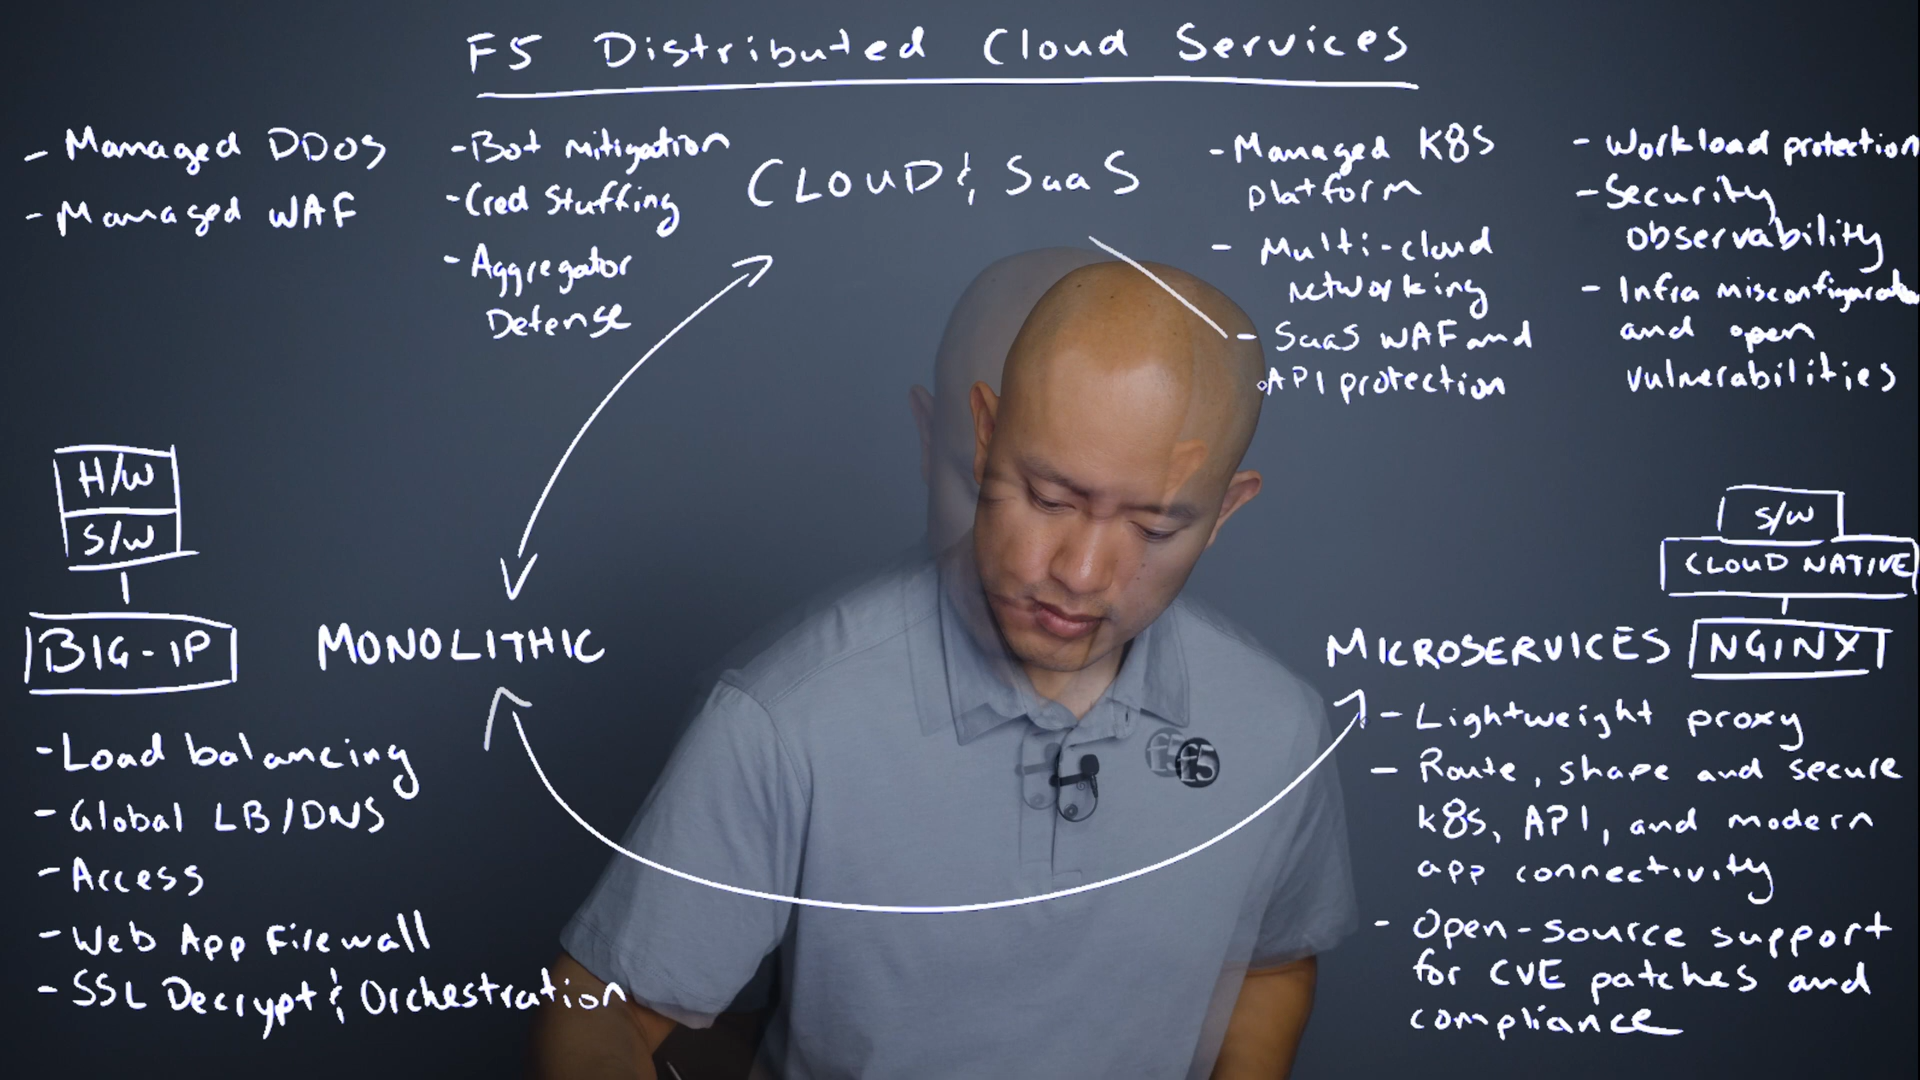 F5 Distributed Cloud Services
- Managed DDOS
- Managed WAF
- Bot mitigation
- Cred Stuffing
- Aggregator
Defense
CLOUD & SaaS
- Managed K8S
platform
- Multi-cloud
networking
- SaaS WAF and
API protection
- Workload protection
- Security
observability
- Infra misconfiguration
and open
vulnerabilities
H/W
S/W
BIG-IP
MONOLITHIC
- Load balancing
- Global LB/DNS
- Access
- Web App Firewall
- SSL Decrypt & Orchestration
S/W
CLOUD NATIVE
MICROSERVICES
NGINX
- Lightweight proxy
- Route, shape and secure
k8s, API, and modern
app connectivity
- Open-source support
for CVE patches and
compliance
f5
f5